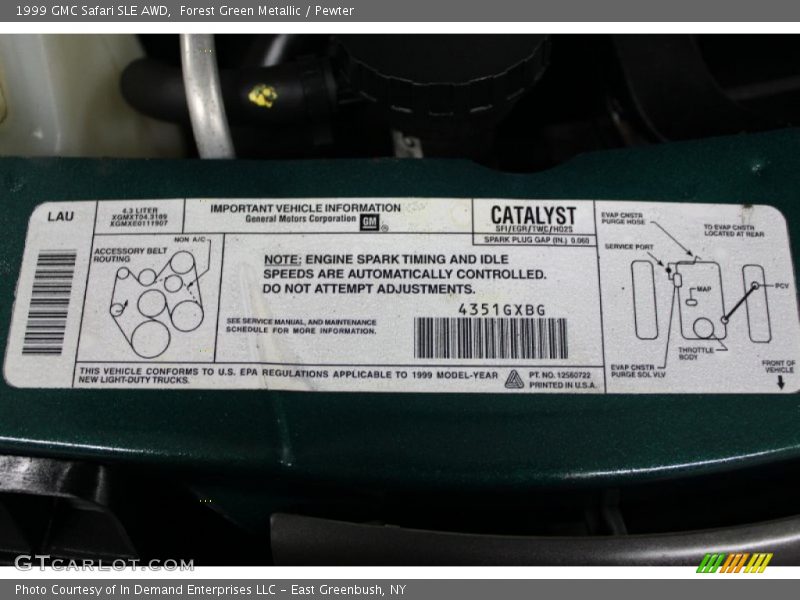 1999 GMC Safari SLE AWD,  Forest Green Metallic / Pewter
LAU
4.3 LITER
XGMXT04.3189
XGMXE0111907
IMPORTANT VEHICLE INFORMATION
General Motors Corporation GM
CATALYST
SFI/EGR/TWC/HO2S
SPARK PLUG GAP (IN.) 0.060
ACCESSORY BELT
ROUTING
NON A/C
NOTE: ENGINE SPARK TIMING AND IDLE
SPEEDS ARE AUTOMATICALLY CONTROLLED.
DO NOT ATTEMPT ADJUSTMENTS.
SEE SERVICE MANUAL, AND MAINTENANCE
SCHEDULE FOR MORE INFORMATION.
4351GXBG
THIS VEHICLE CONFORMS TO U.S. EPA REGULATIONS APPLICABLE TO 1999 MODEL-YEAR
NEW LIGHT-DUTY TRUCKS.
PT. NO. 12560722
PRINTED IN U.S.A.
EVAP CNSTR
PURGE HOSE
TO EVAP CNSTR
LOCATED AT REAR
SERVICE PORT
MAP
PCV
THROTTLE
BODY
EVAP CNSTR
PURGE SOL VLV
FRONT OF
VEHICLE
GTCARLOT.COM
Photo Courtesy of In Demand Enterprises LLC - East Greenbush, NY